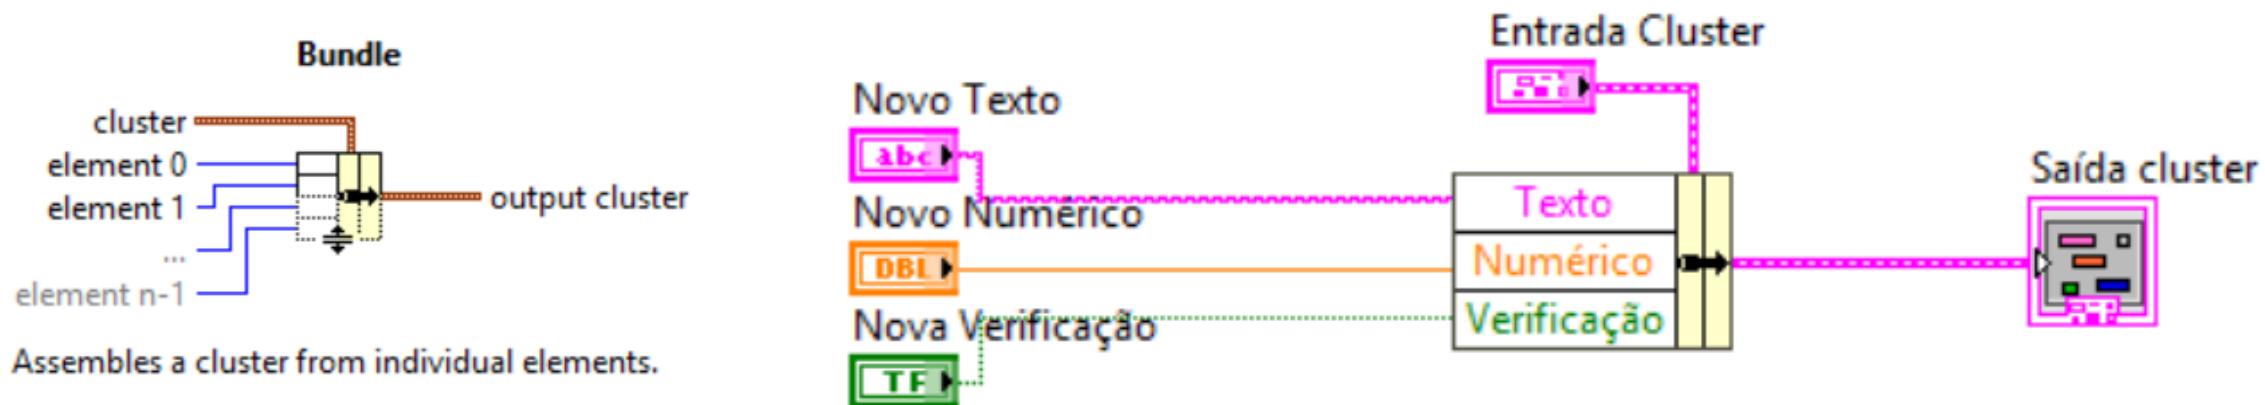 Bundle
cluster
element 0
element 1
...
element n-1
output cluster
Assembles a cluster from individual elements.
Entrada Cluster
Novo Texto
abc
Novo Numérico
DBL
Nova Verificação
TF
Texto
Numérico
Verificação
Saída cluster